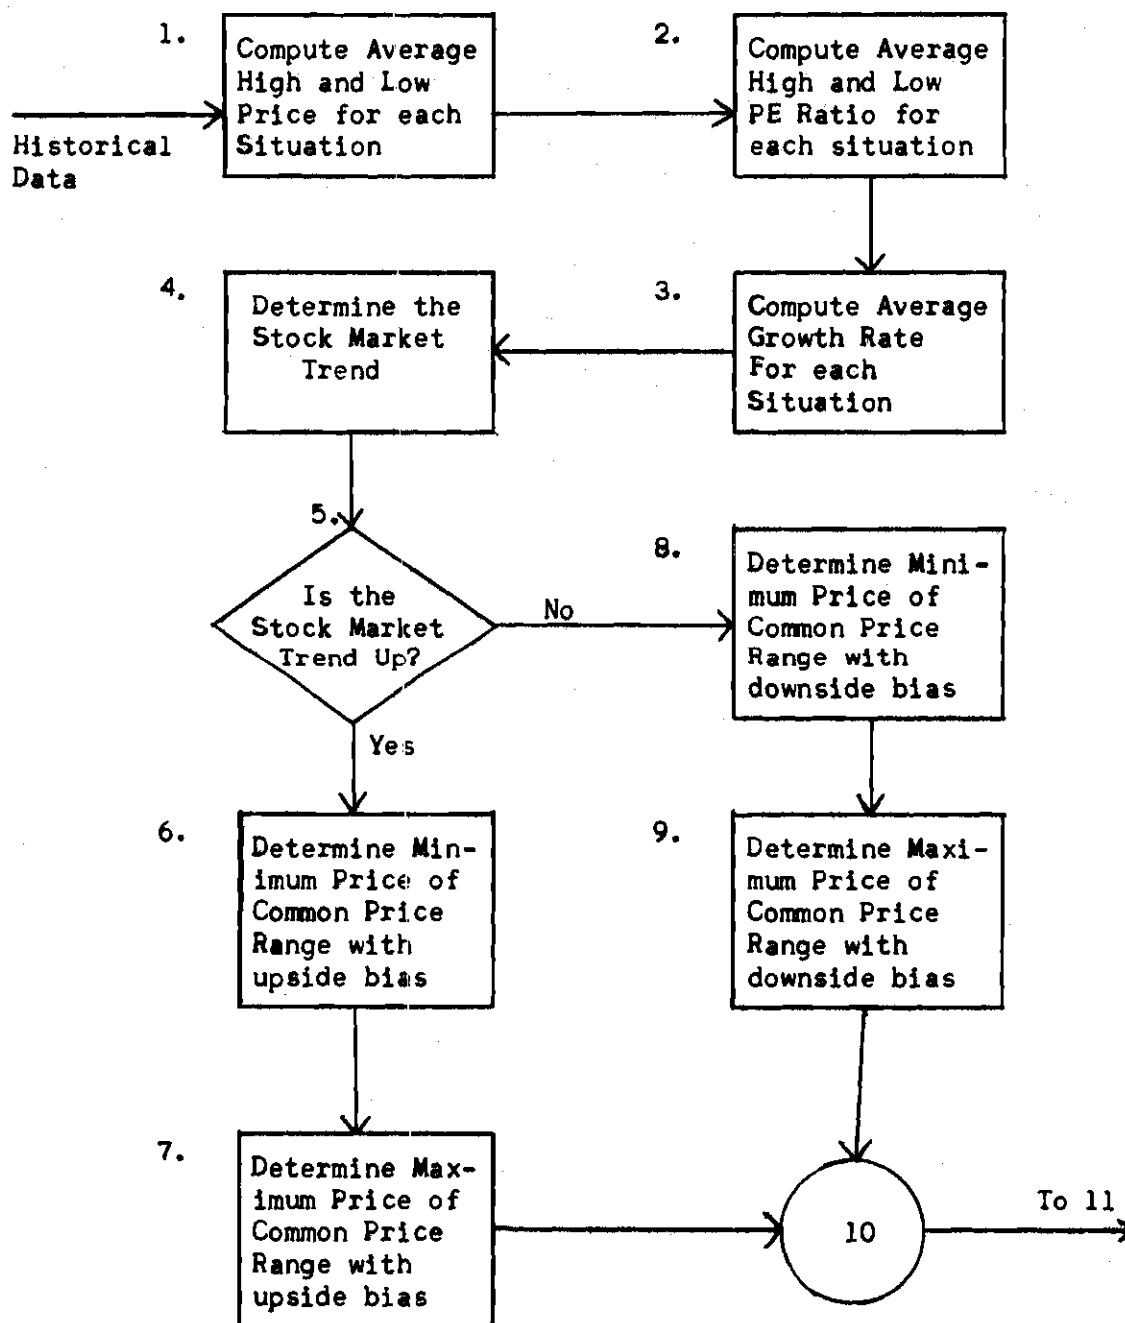 1.
Compute Average
High and Low
Price for each
Situation
Historical
Data
2.
Compute Average
High and Low
PE Ratio for
each situation
3.
Compute Average
Growth Rate
For each
Situation
4.
Determine the
Stock Market
Trend
5.
Is the
Stock Market
Trend Up?
No
Yes
6.
Determine Min-
imum Price of
Common Price
Range with
upside bias
7.
Determine Max-
imum Price of
Common Price
Range with
upside bias
8.
Determine Mini-
mum Price of
Common Price
Range with
downside bias
9.
Determine Maxi-
mum Price of
Common Price
Range with
downside bias
10
To 11